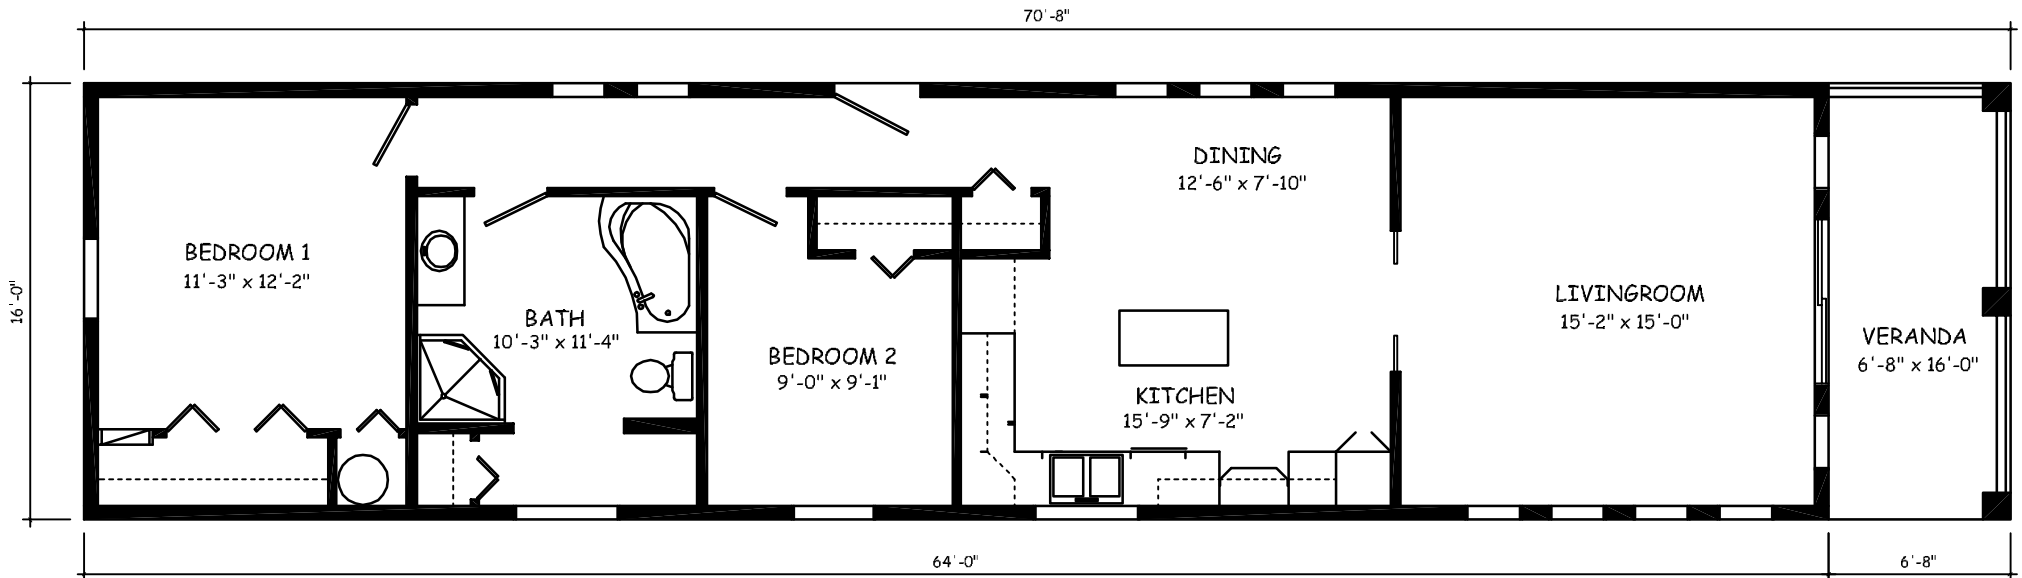 70'-8"
16'-0"
BEDROOM 1
11'-3" x 12'-2"
BATH
10'-3" x 11'-4"
BEDROOM 2
9'-0" x 9'-1"
DINING
12'-6" x 7'-10"
KITCHEN
15'-9" x 7'-2"
LIVINGROOM
15'-2" x 15'-0"
VERANDA
6'-8" x 16'-0"
64'-0"
6'-8"